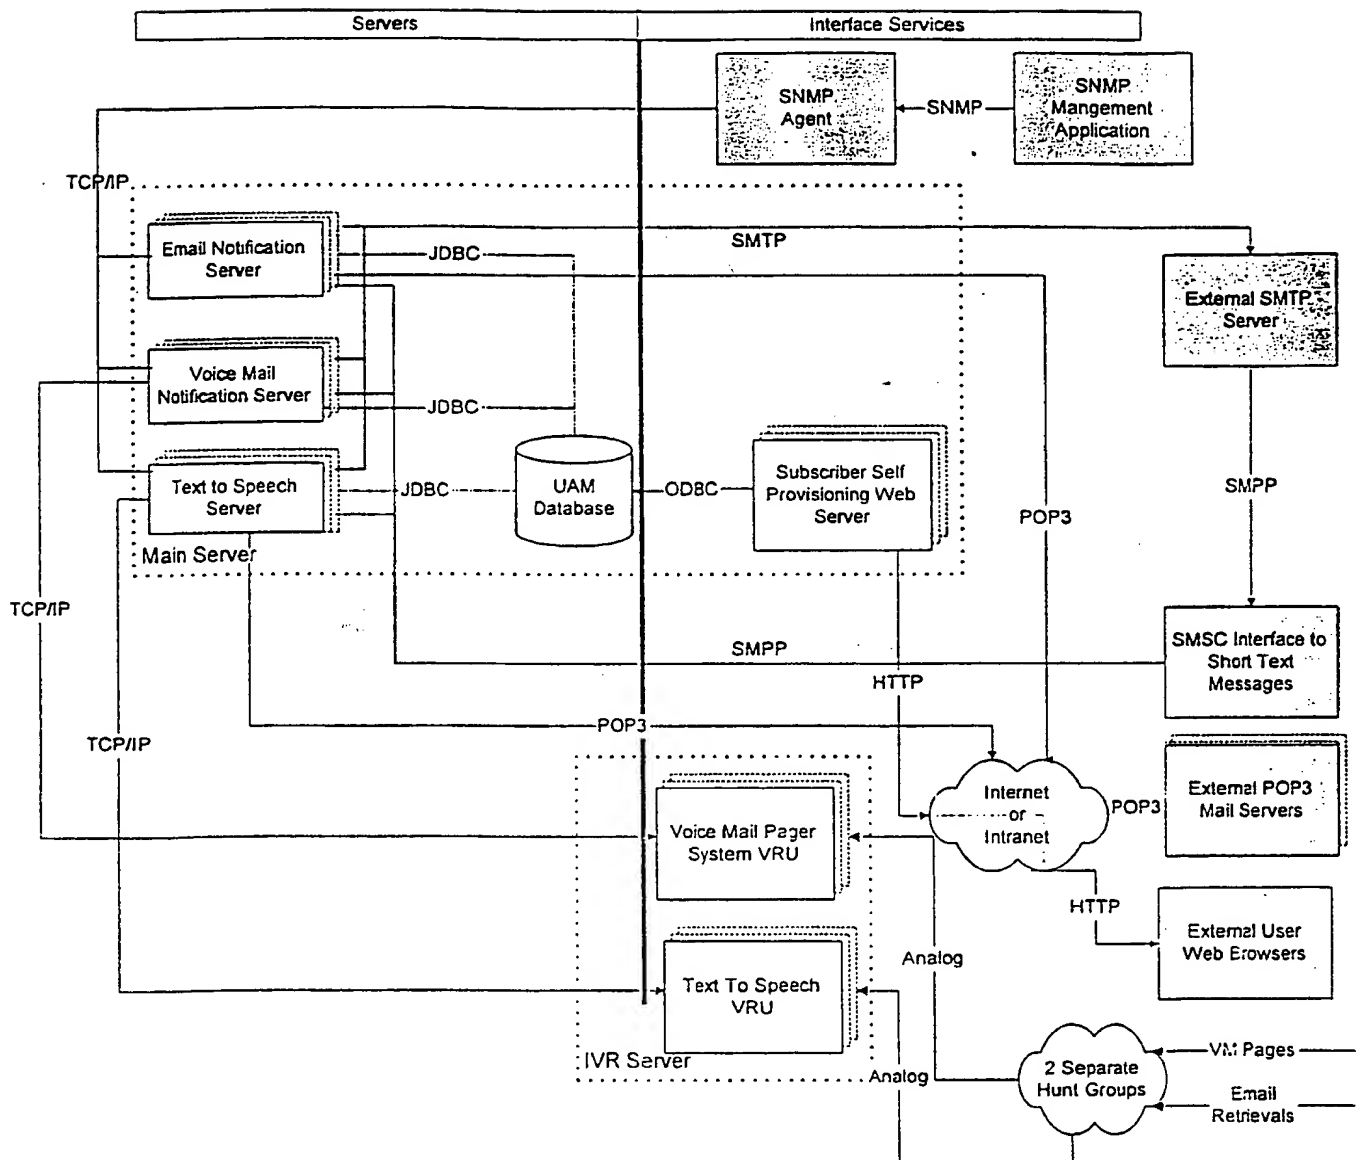 Servers
Interface Services
SNMP
Agent
SNMP
SNMP
Mangement
Application
TCP/IP
Email Notification
Server
JDBC
SMTP
External SMTP
Server
Voice Mail
Notification Server
JDBC
Text to Speech
Server
JDBC
UAM
Database
ODBC
Subscriber Self
Provisioning Web
Server
POP3
SMPP
Main Server
TCP/IP
SMPP
SMSC Interface to
Short Text
Messages
HTTP
POP3
TCP/IP
Internet
or
Intranet
POP3
External POP3
Mail Servers
Voice Mail Pager
System VRU
HTTP
External User
Web Erowsers
Analog
Text To Speech
VRU
IVR Server
Analog
2 Separate
Hunt Groups
VM Pages
Email
Retrievals